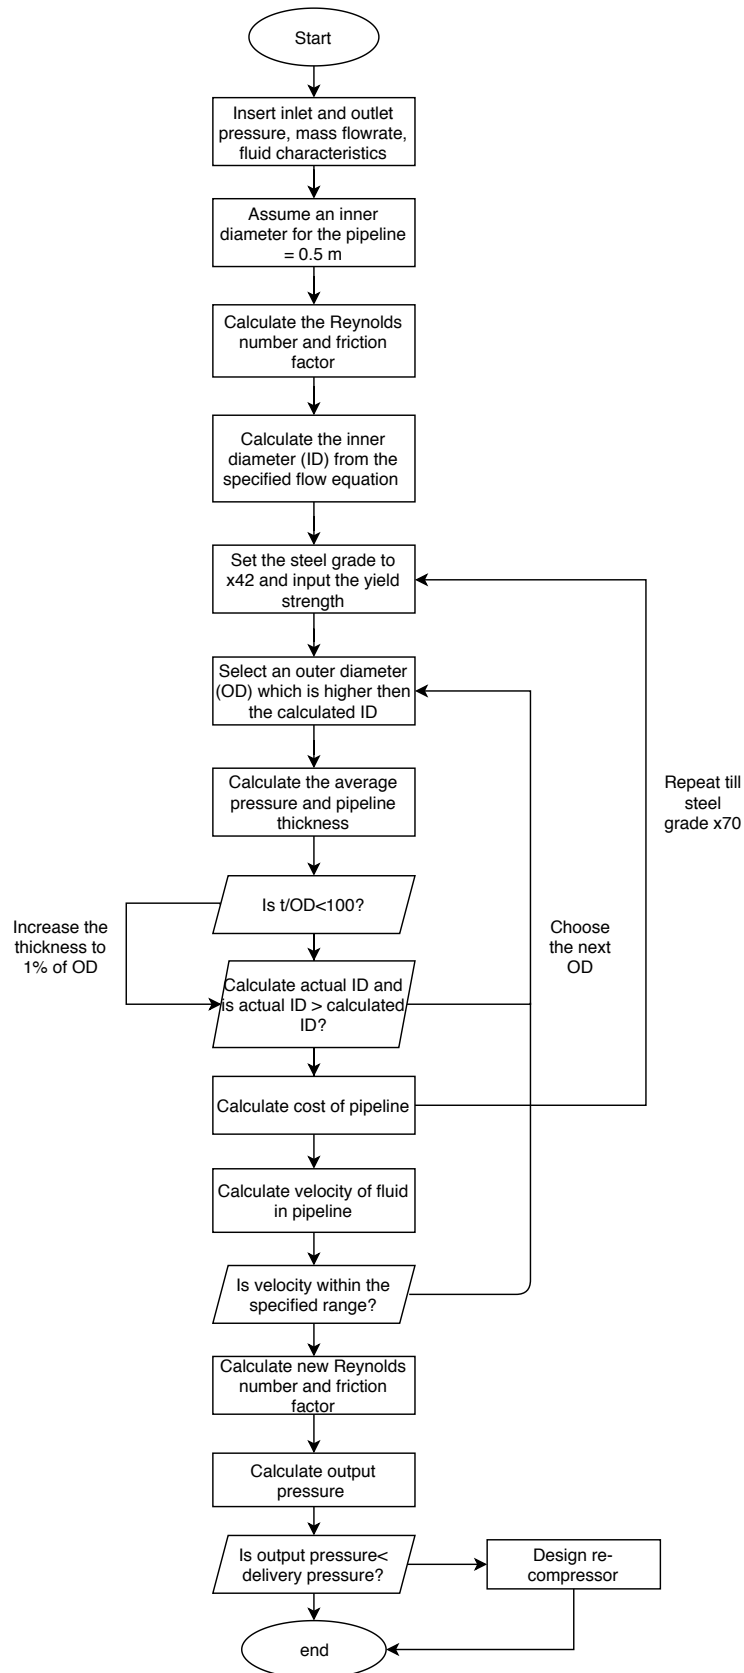 Start
Insert inlet and outlet
pressure, mass flowrate,
fluid characteristics
Assume an inner
diameter for the pipeline
= 0.5 m
Calculate the Reynolds
number and friction
factor
Calculate the inner
diameter (ID) from the
specified flow equation
Set the steel grade to
x42 and input the yield
strength
Select an outer diameter
(OD) which is higher then
the calculated ID
Calculate the average
pressure and pipeline
thickness
Repeat till
steel
grade x70
Is t/OD<100?
Increase the
thickness to
1% of OD
Choose
the next
OD
Calculate actual ID and
is actual ID > calculated
ID?
Calculate cost of pipeline
Calculate velocity of fluid
in pipeline
Is velocity within the
specified range?
Calculate new Reynolds
number and friction
factor
Calculate output
pressure
Is output pressure<
delivery pressure?
Design re-
compressor
end